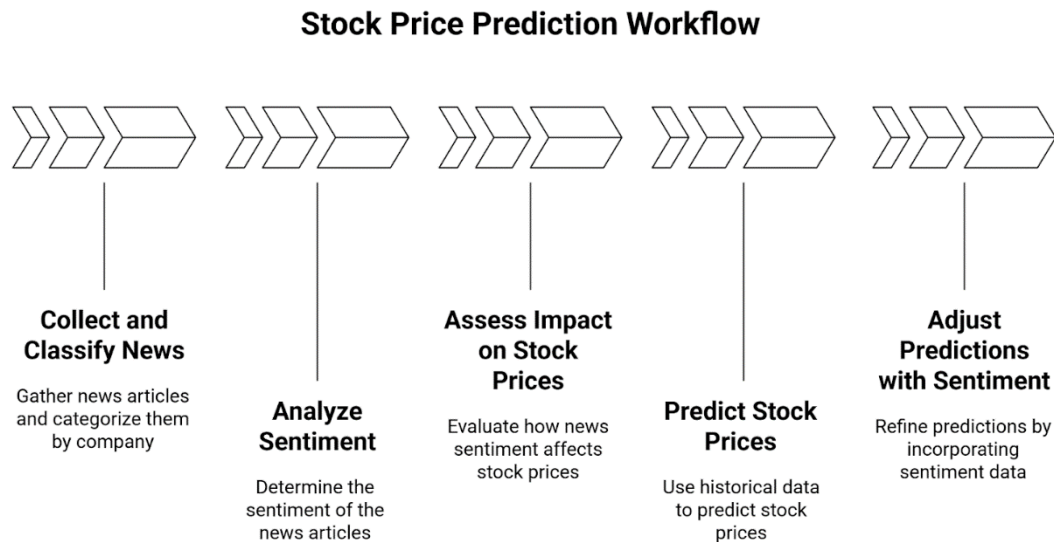 Stock Price Prediction Workflow
Collect and
Classify News
Gather news articles
and categorize them
by company
Analyze
Sentiment
Determine the
sentiment of the
news articles
Assess Impact
on Stock
Prices
Evaluate how news
sentiment affects
stock prices
Predict Stock
Prices
Use historical data
to predict stock
prices
Adjust
Predictions
with Sentiment
Refine predictions by
incorporating
sentiment data